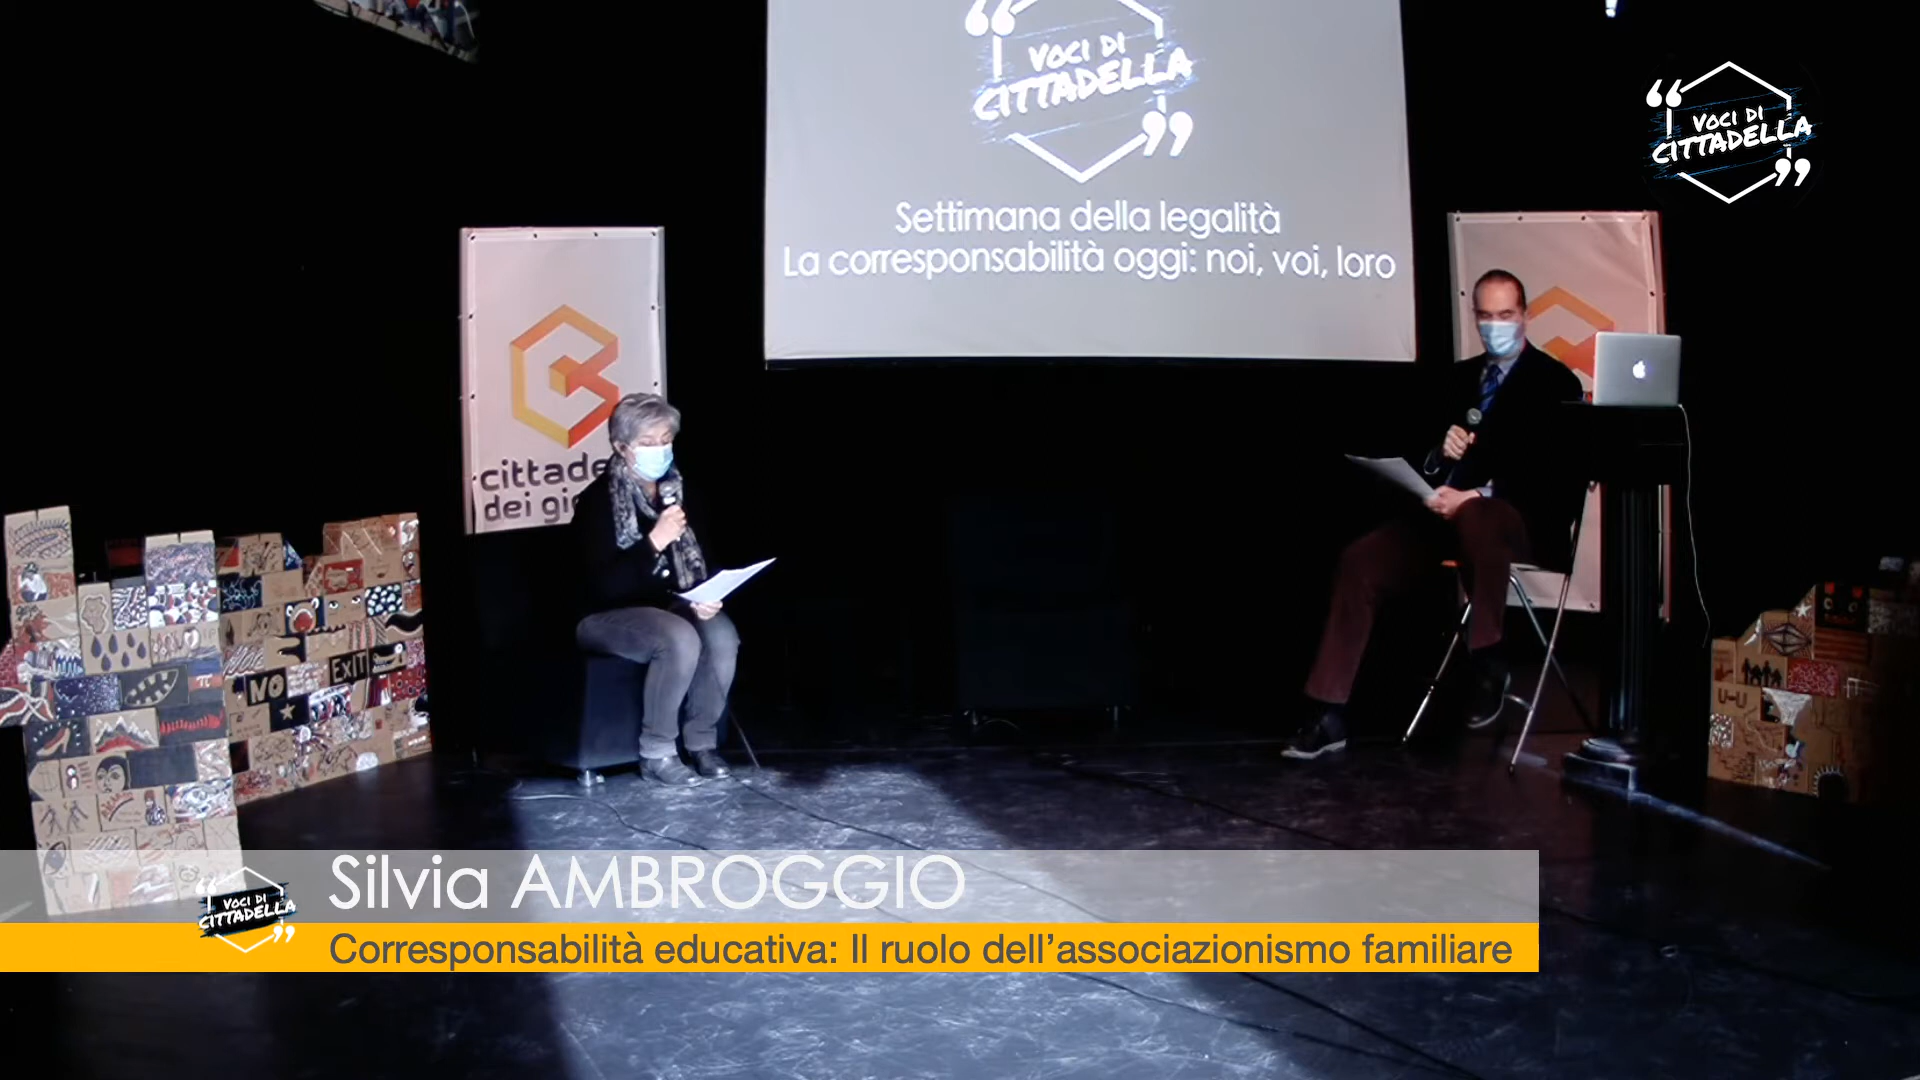 VOCI DI
CITTADELLA
Settimana della legalità
La corresponsabilità oggi: noi, voi, loro
VOCI DI
CITTADELLA
cittade
dei gio
NO
EXIT
Silvia AMBROGGIO
VOCI DI
CITTADELLA
Corresponsabilità educativa: Il ruolo dell’associazionismo familiare